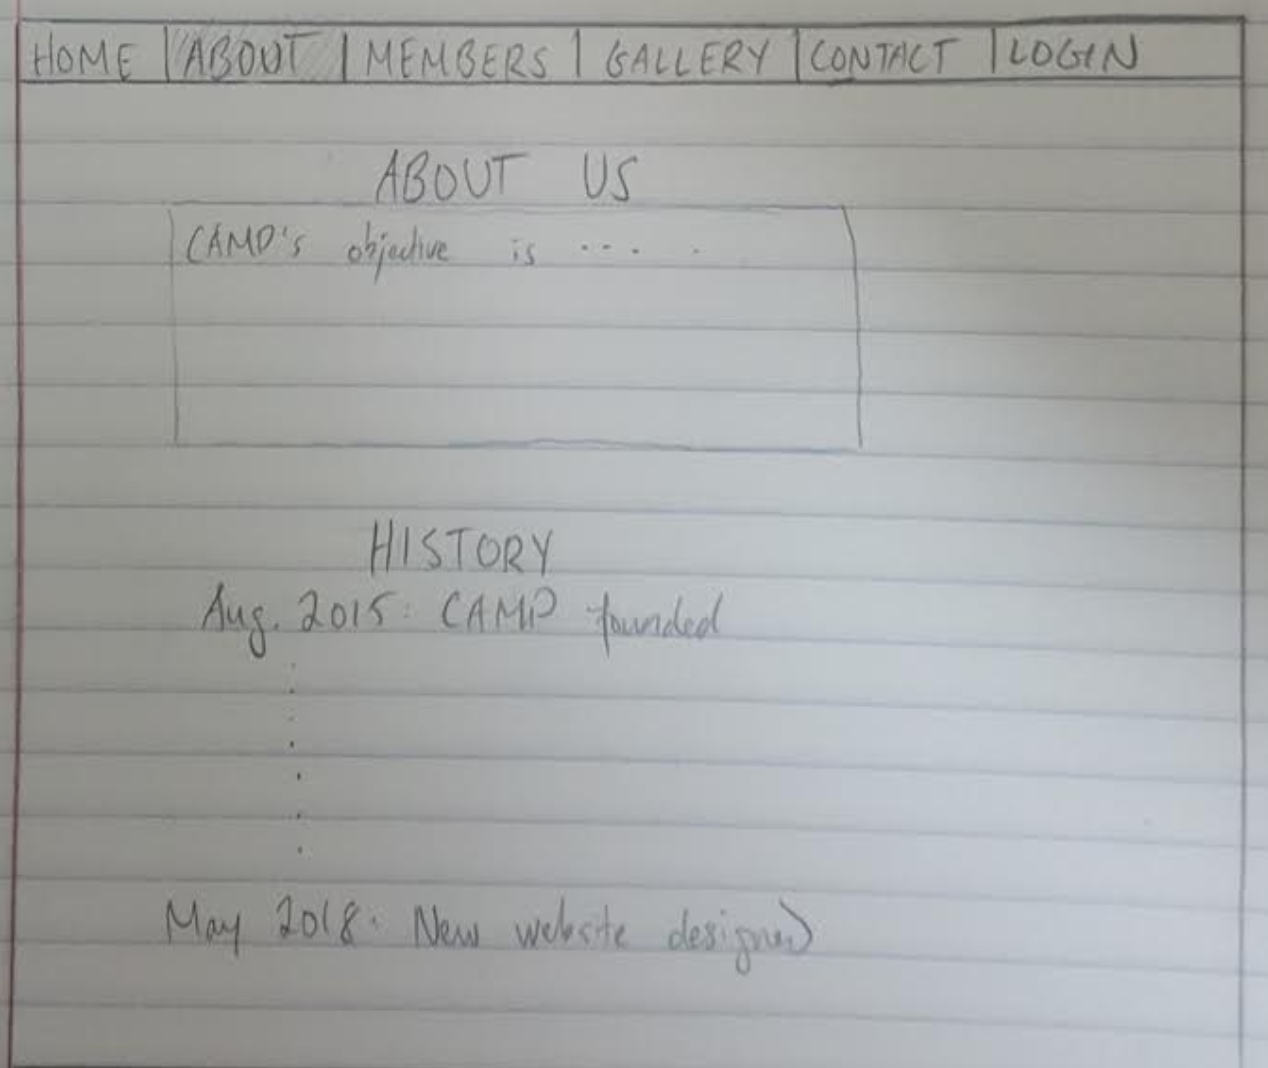 HOME | ABOUT | MEMBERS | GALLERY | CONTACT | LOGIN
ABOUT US
CAMP's objective is ....
HISTORY
Aug. 2015: CAMP founded
May 2018: New website designed